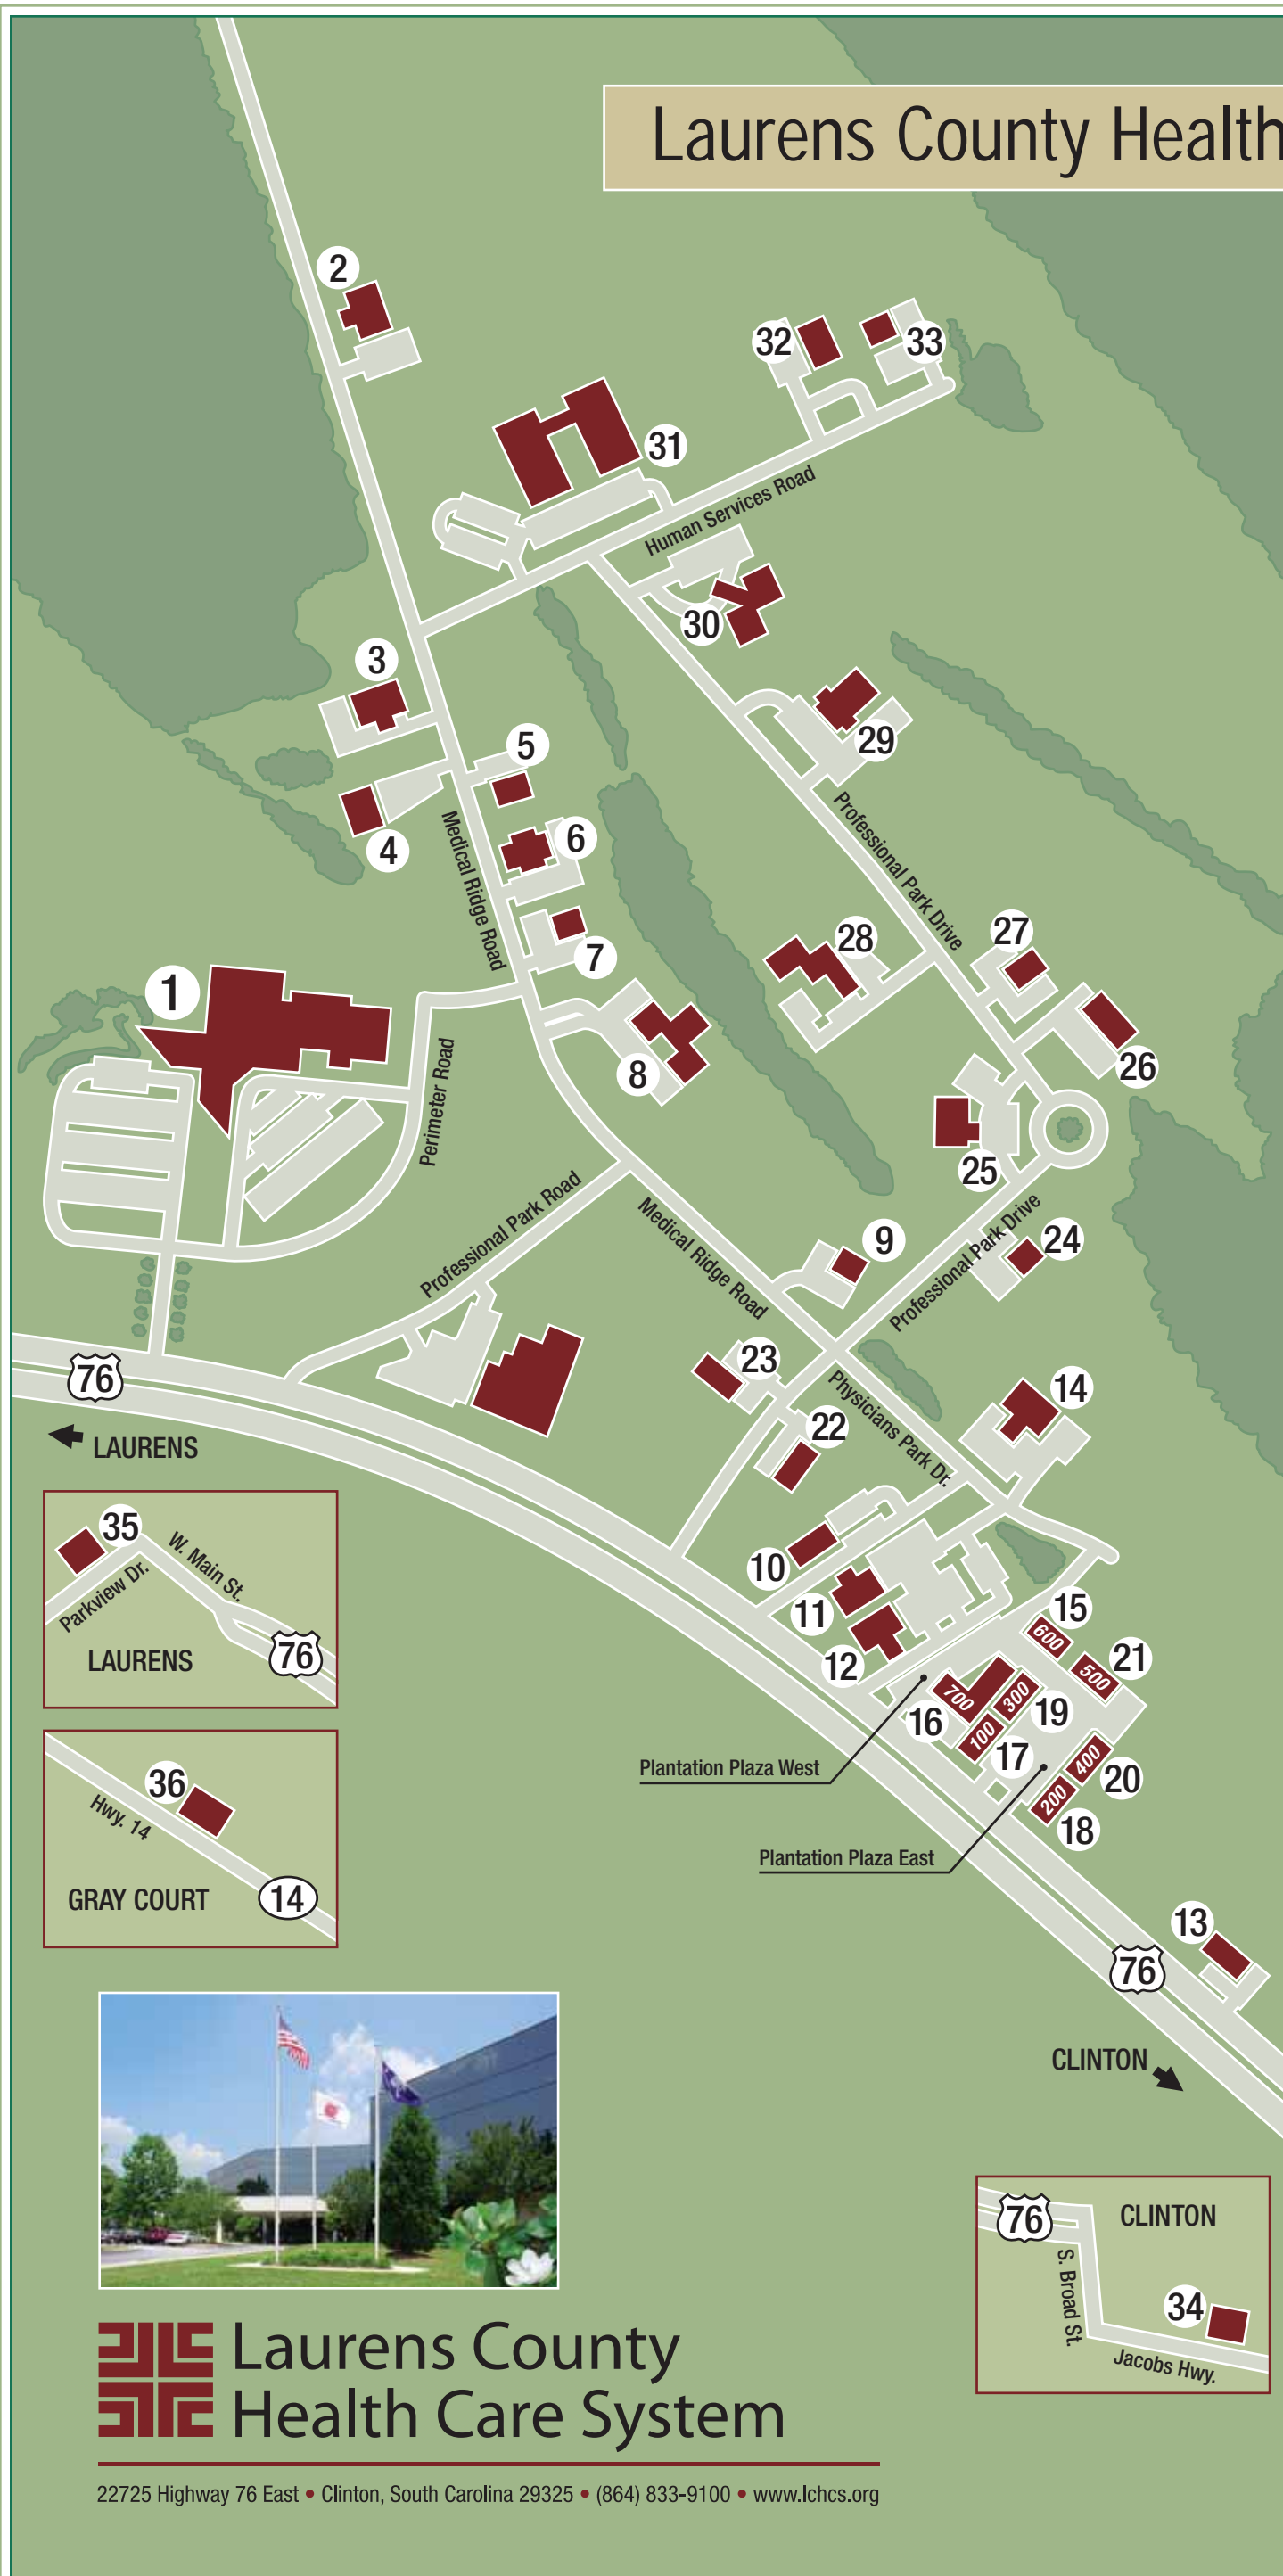 Laurens County Health
2
32
33
31
Human Services Road
30
3
29
5
4
6
Medical Ridge Road
Professional Park Drive
7
28
27
1
8
26
Perimeter Road
25
Professional Park Road
Medical Ridge Road
9
Professional Park Drive
24
23
76
Physicians Park Dr.
14
22
LAURENS
35
W. Main St.
Parkview Dr.
LAURENS
76
10
11
12
15
600
21
500
700
300
16
19
100
17
400
20
200
18
Plantation Plaza West
Plantation Plaza East
36
Hwy. 14
GRAY COURT
14
13
76
CLINTON
76
CLINTON
S. Broad St.
34
Jacobs Hwy.
Laurens County
Health Care System
22725 Highway 76 East • Clinton, South Carolina 29325 • (864) 833-9100 • www.lchcs.org